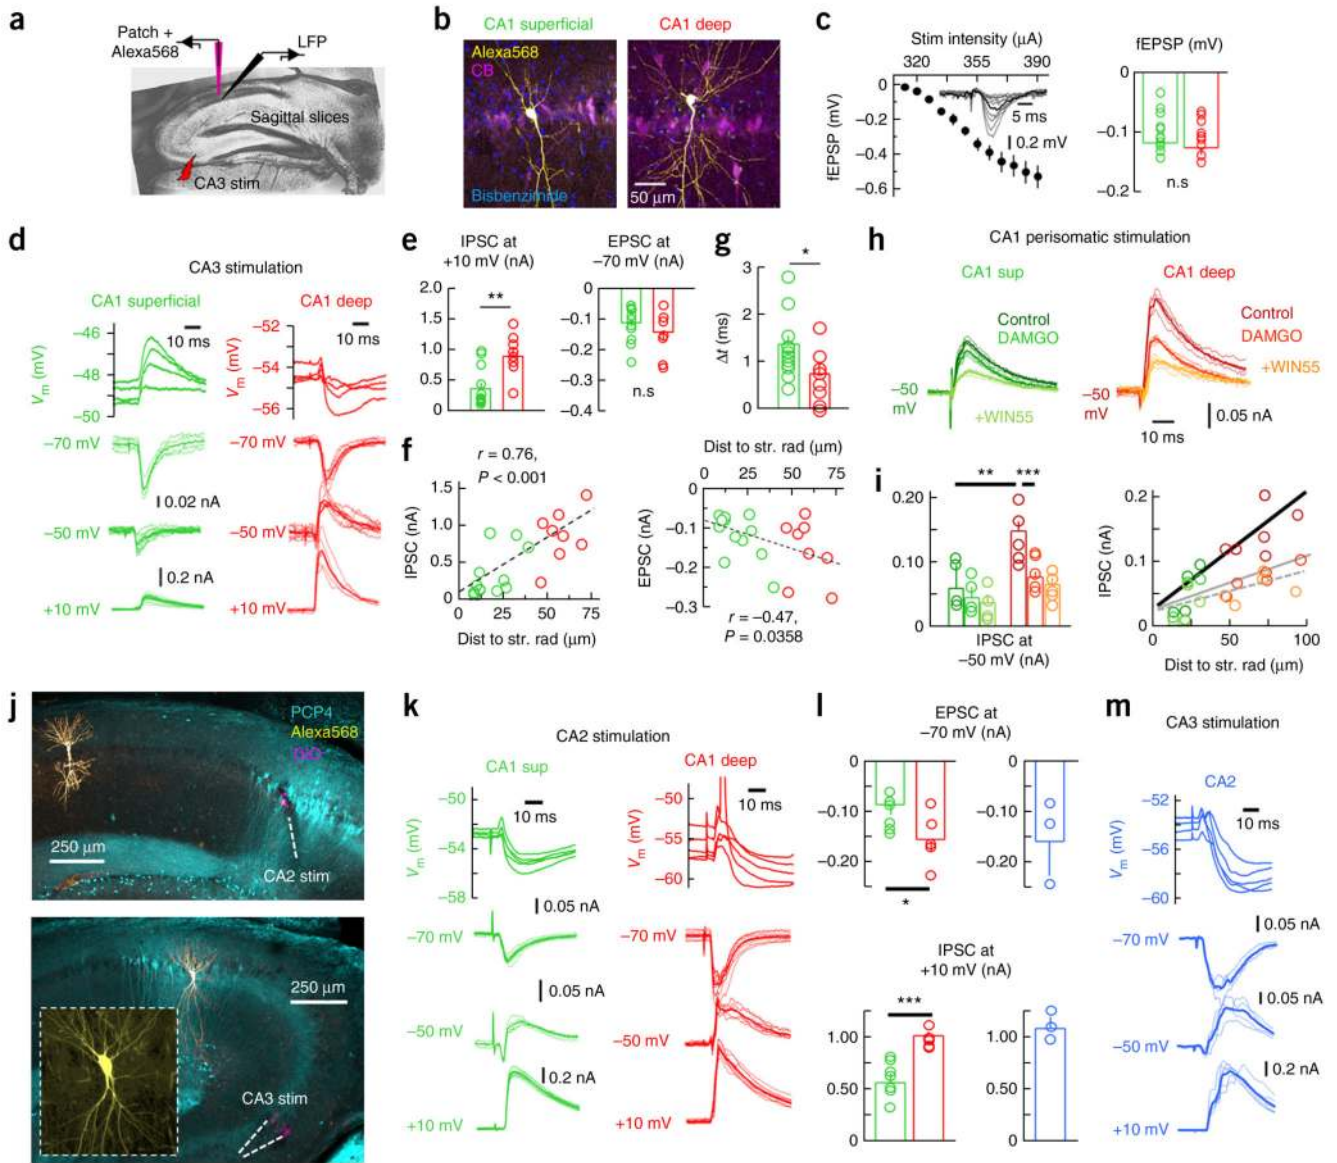 a
Patch +
Alexa568
LFP
Sagittal slices
CA3 stim
b
CA1 superficial
CA1 deep
Alexa568
CB
Bisbenzimide
50 μm
c
Stim intensity (μA)
320 355 390
0
–0.2
–0.4
–0.6
fEPSP (mV)
5 ms
0.2 mV
fEPSP (mV)
0
–0.1
–0.2
n.s
d
CA3 stimulation
CA1 superficial
CA1 deep
10 ms
10 ms
–46
–48
–50
Vm (mV)
–52
–54
–56
–70 mV
–70 mV
0.02 nA
–50 mV
–50 mV
0.2 nA
+10 mV
+10 mV
e
IPSC at
+10 mV (nA)
2.0
1.5
1.0
0.5
0
**
EPSC at
–70 mV (nA)
0
–0.1
–0.2
–0.3
–0.4
n.s
f
r = 0.76,
P < 0.001
1.5
1.0
0.5
0
IPSC (nA)
0 25 50 75
Dist to str. rad (μm)
Dist to str. rad (μm)
0 25 50 75
0
–0.1
–0.2
–0.3
EPSC (nA)
r = –0.47,
P = 0.0358
g
*
3
2
1
0
Δt (ms)
h
CA1 perisomatic stimulation
CA1 sup
CA1 deep
Control
DAMGO
+WIN55
–50
mV
Control
DAMGO
+WIN55
–50
mV
10 ms
0.05 nA
i
** ***
0.20
0.10
0
IPSC at
–50 mV (nA)
0.2
0.1
0
IPSC (nA)
0 50 100
Dist to str. rad (μm)
j
PCP4
Alexa568
250 μm
CA2 stim
250 μm
CA3 stim
k
CA2 stimulation
CA1 sup
CA1 deep
10 ms
10 ms
–50
–54
–58
Vm (mV)
–50
–55
–60
Vm (mV)
0.05 nA
–70 mV
–70 mV
0.05 nA
–50 mV
–50 mV
0.2 nA
+10 mV
+10 mV
l
EPSC at
–70 mV (nA)
0
–0.10
–0.20
*
0
–0.10
–0.20
IPSC at
+10 mV (nA)
***
1.00
0.50
0
1.00
0.50
0
m
CA3 stimulation
CA2
10 ms
–52
–56
–60
Vm (mV)
0.05 nA
–70 mV
0.05 nA
–50 mV
0.2 nA
+10 mV